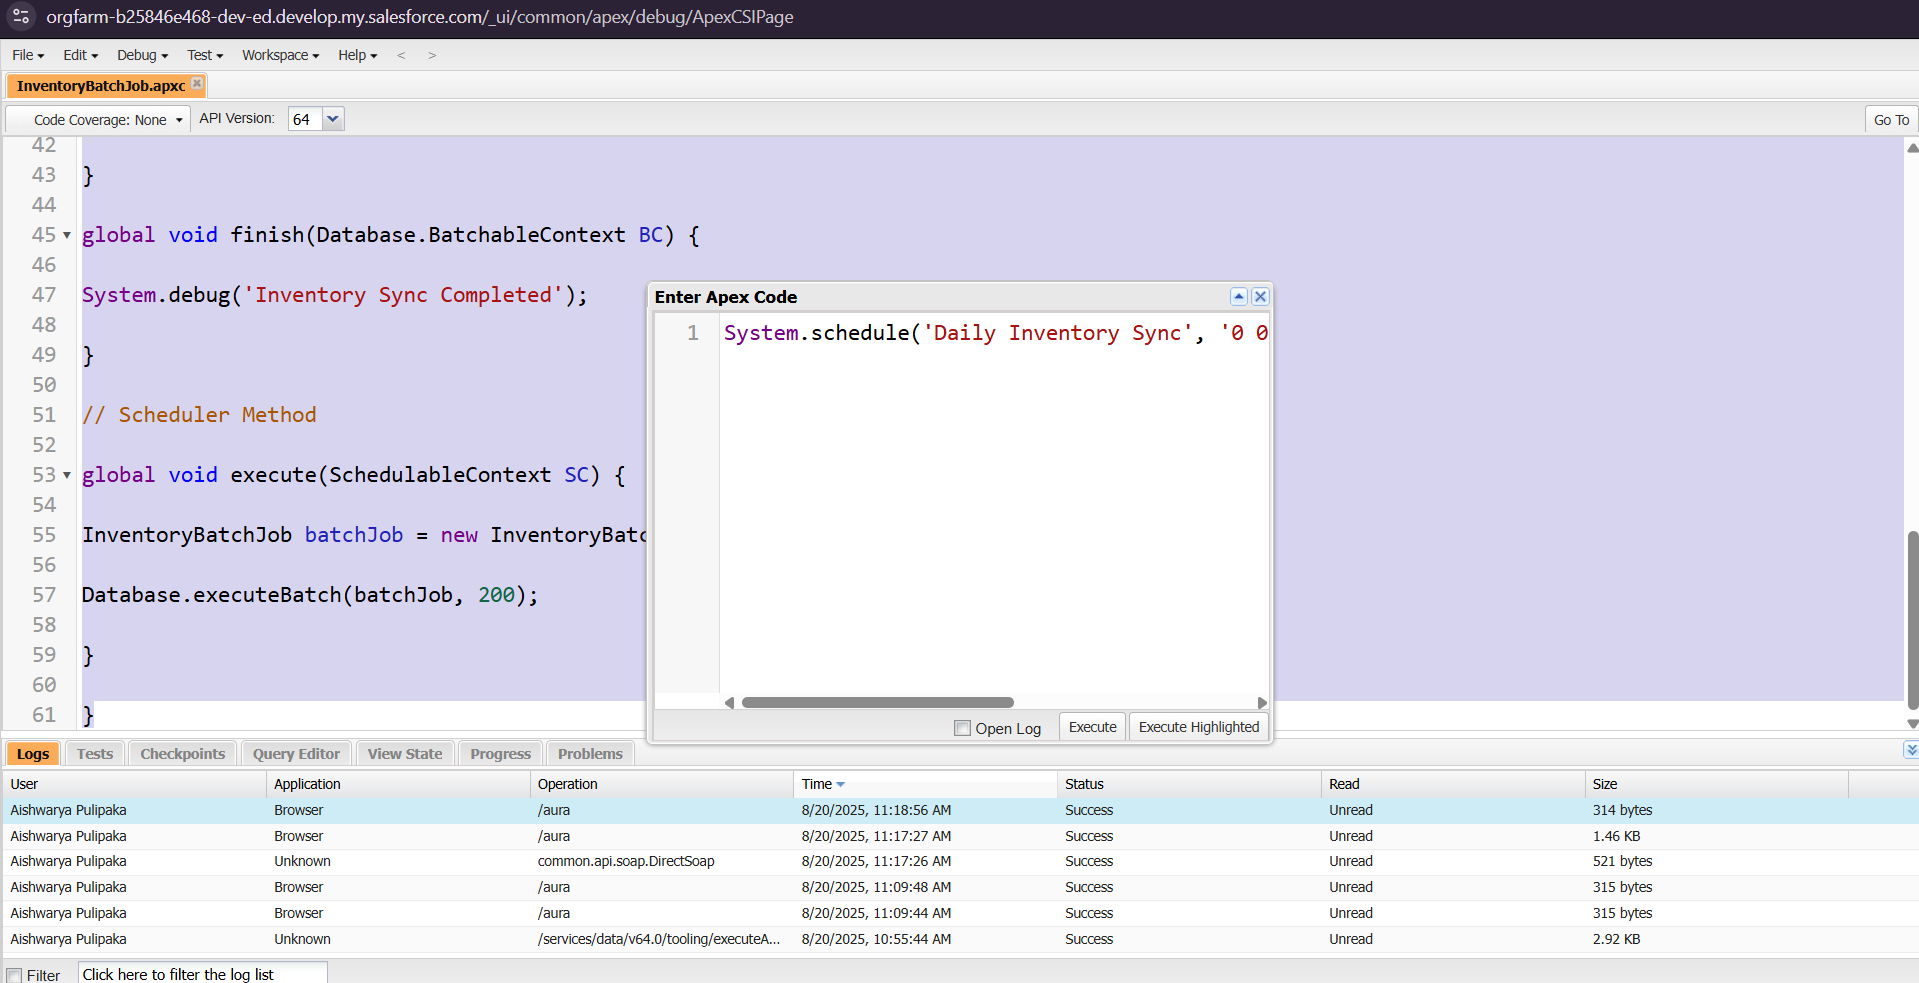 orgfarm-b25846e468-dev-ed.develop.my.salesforce.com/_ui/common/apex/debug/ApexCSIPage
File Edit Debug Test Workspace Help < >
InventoryBatchJob.apxc
Code Coverage: None API Version: 64 Go To
42
43 }
44
45 global void finish(Database.BatchableContext BC) {
46
47 System.debug('Inventory Sync Completed');
48
49 }
50
51 // Scheduler Method
52
53 global void execute(SchedulableContext SC) {
54
55 InventoryBatchJob batchJob = new InventoryBatc
56
57 Database.executeBatch(batchJob, 200);
58
59 }
60
61 }
Enter Apex Code
1 System.schedule('Daily Inventory Sync', '0 0
Open Log Execute Execute Highlighted
Logs Tests Checkpoints Query Editor View State Progress Problems
User Application Operation Time Status Read Size
Aishwarya Pulipaka Browser /aura 8/20/2025, 11:18:56 AM Success Unread 314 bytes
Aishwarya Pulipaka Browser /aura 8/20/2025, 11:17:27 AM Success Unread 1.46 KB
Aishwarya Pulipaka Unknown common.api.soap.DirectSoap 8/20/2025, 11:17:26 AM Success Unread 521 bytes
Aishwarya Pulipaka Browser /aura 8/20/2025, 11:09:48 AM Success Unread 315 bytes
Aishwarya Pulipaka Browser /aura 8/20/2025, 11:09:44 AM Success Unread 315 bytes
Aishwarya Pulipaka Unknown /services/data/v64.0/tooling/executeA... 8/20/2025, 10:55:44 AM Success Unread 2.92 KB
Filter Click here to filter the log list